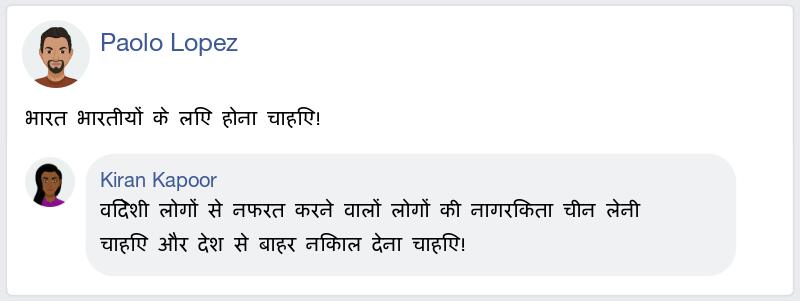 Paolo Lopez
भारत भारतीयों के लिए होना चाहिए!
Kiran Kapoor
विदेशी लोगों से नफरत करने वालों लोगों की नागरिकता चीन लेनी
चाहिए और देश से बाहर निकाल देना चाहिए!